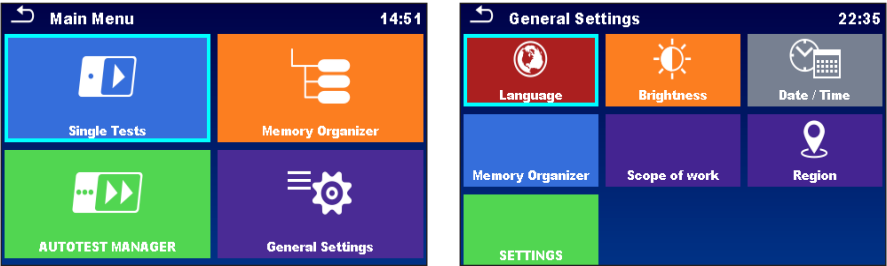 Main Menu 14:51
Single Tests Memory Organizer
AUTOTEST MANAGER General Settings
General Settings 22:35
Language Brightness Date / Time
Memory Organizer Scope of work Region
SETTINGS